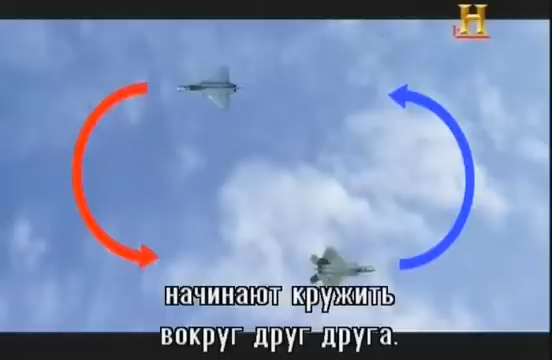 H
начинают кружить
вокруг друг друга.